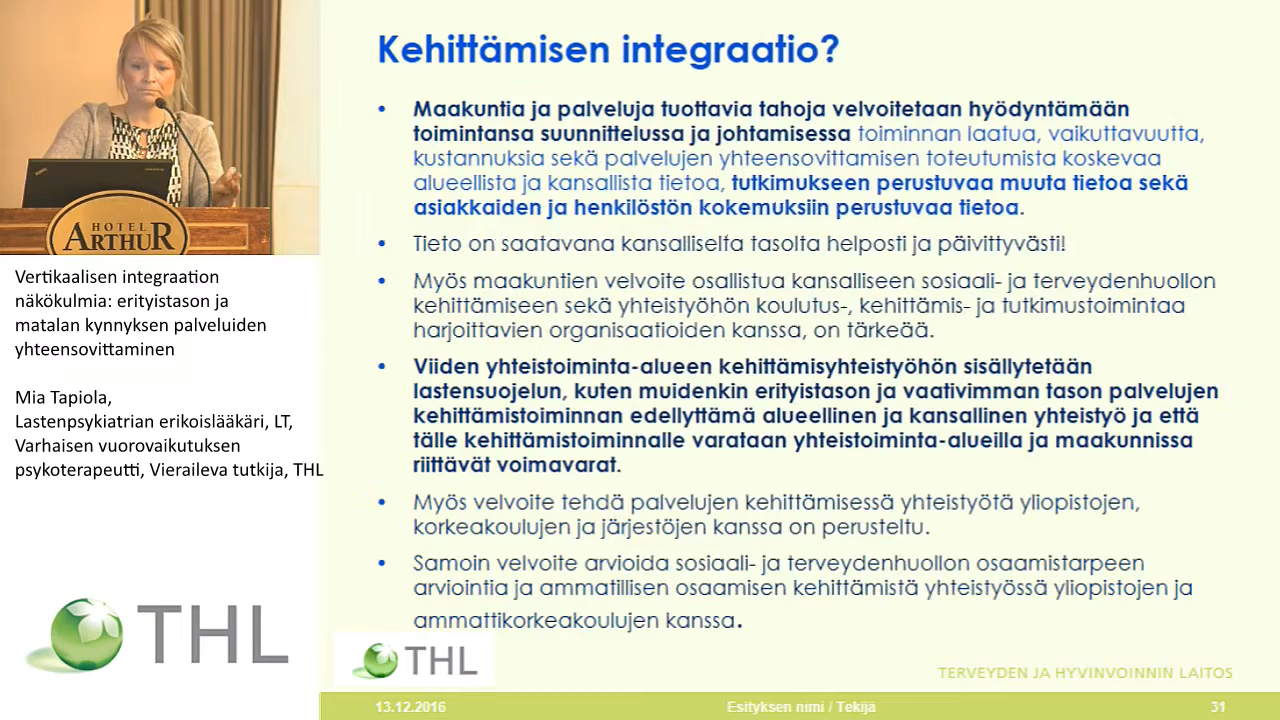 HOTEL
ARTHUR
Vertikaalisen integraation
näkökulmia: erityistason ja
matalan kynnyksen palveluiden
yhteensovittaminen
Mia Tapiola,
Lastenpsykiatrian erikoislääkäri, LT,
Varhaisen vuorovaikutuksen
psykoterapeutti, Vieraileva tutkija, THL
THL
Kehittämisen integraatio?
• Maakuntia ja palveluja tuottavia tahoja velvoitetaan hyödyntämään
toimintansa suunnittelussa ja johtamisessa toiminnan laatua, vaikuttavuutta,
kustannuksia sekä palvelujen yhteensovittamisen toteutumista koskevaa
alueellista ja kansallista tietoa, tutkimukseen perustuvaa muuta tietoa sekä
asiakkaiden ja henkilöstön kokemuksiin perustuvaa tietoa.
• Tieto on saatavana kansalliselta tasolta helposti ja päivittyvästi!
• Myös maakuntien velvoite osallistua kansalliseen sosiaali- ja terveydenhuollon
kehittämiseen sekä yhteistyöhön koulutus-, kehittämis- ja tutkimustoimintaa
harjoittavien organisaatioiden kanssa, on tärkeää.
• Viiden yhteistoiminta-alueen kehittämisyhteistyöhön sisällytetään
lastensuojelun, kuten muidenkin erityistason ja vaativimman tason palvelujen
kehittämistoiminnan edellyttämä alueellinen ja kansallinen yhteistyö ja että
tälle kehittämistoiminnalle varataan yhteistoiminta-alueilla ja maakunnissa
riittävät voimavarat.
• Myös velvoite tehdä palvelujen kehittämisessä yhteistyötä yliopistojen,
korkeakoulujen ja järjestöjen kanssa on perusteltu.
• Samoin velvoite arvioida sosiaali- ja terveydenhuollon osaamistarpeen
arviointia ja ammatillisen osaamisen kehittämistä yhteistyössä yliopistojen ja
ammattikorkeakoulujen kanssa.
THL
TERVEYDEN JA HYVINVOINNIN LAITOS
13.12.2016
Esityksen nimi / Tekijä
31